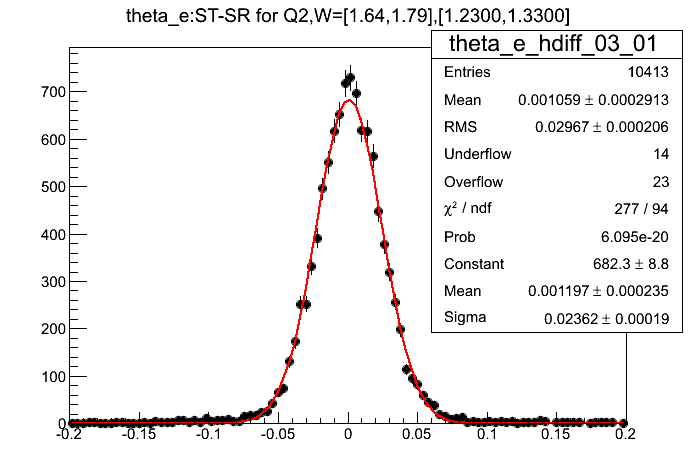 theta_e:ST-SR for Q2,W=[1.64,1.79],[1.2300,1.3300]
theta_e_hdiff_03_01
Entries 10413
Mean 0.001059 ± 0.0002913
RMS 0.02967 ± 0.000206
Underflow 14
Overflow 23
χ² / ndf 277 / 94
Prob 6.095e-20
Constant 682.3 ± 8.8
Mean 0.001197 ± 0.000235
Sigma 0.02362 ± 0.00019
700
600
500
400
300
200
100
0
-0.2 -0.15 -0.1 -0.05 0 0.05 0.1 0.15 0.2